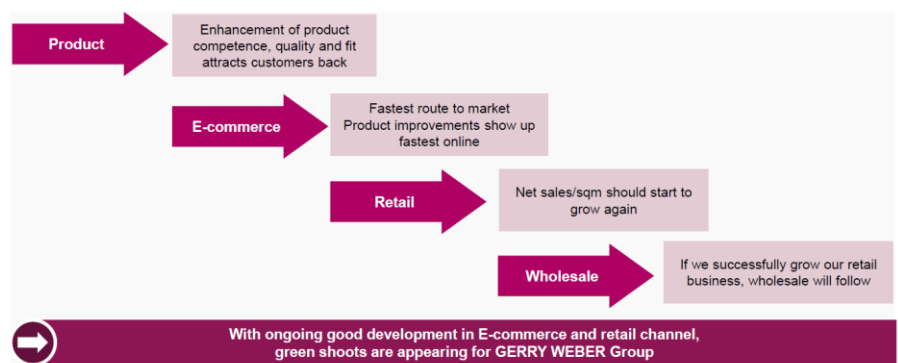 Product
Enhancement of product
competence, quality and fit
attracts customers back
E-commerce
Fastest route to market
Product improvements show up
fastest online
Retail
Net sales/sqm should start to
grow again
Wholesale
If we successfully grow our retail
business, wholesale will follow
With ongoing good development in E-commerce and retail channel,
green shoots are appearing for GERRY WEBER Group